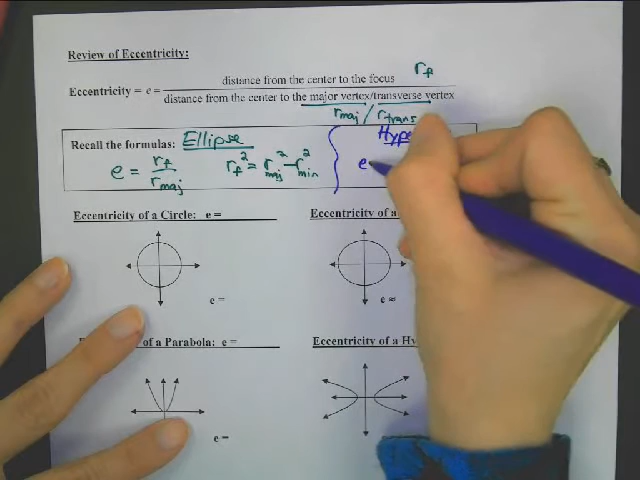 Review of Eccentricity:
distance from the center to the focus r_f
Eccentricity = e =
distance from the center to the major vertex/transverse vertex
r_maj / r_trans
Recall the formulas: Ellipse Hype
e = r_f / r_maj r_f² = r_maj² - r_min² e
Eccentricity of a Circle: e = Eccentricity of a
e = e ≈
of a Parabola: e = Eccentricity of a Hy
e =